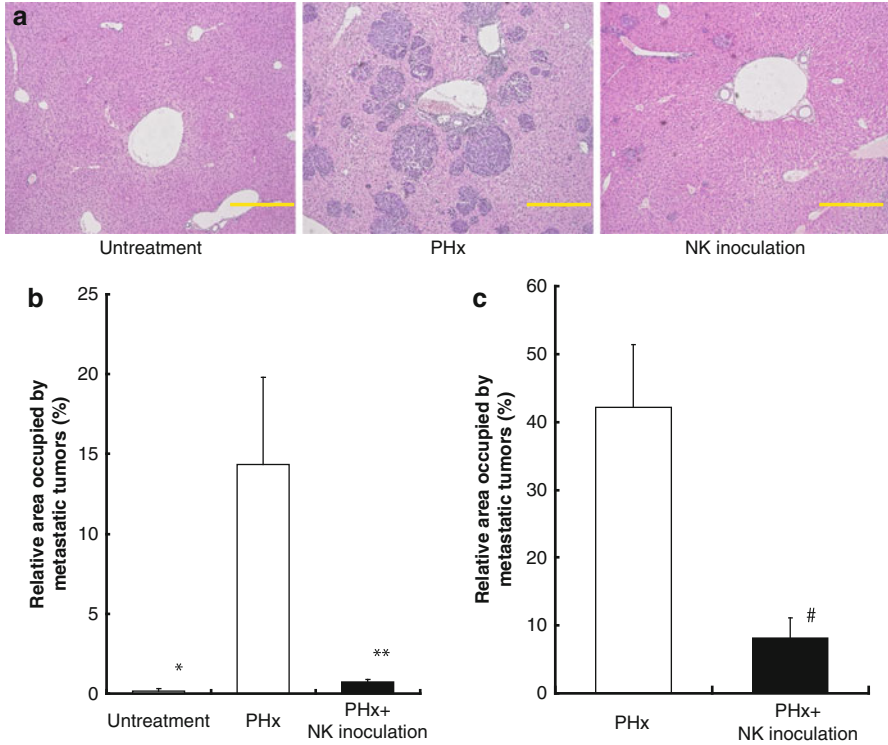 a
Untreatment
PHx
NK inoculation
b
Relative area occupied by
metastatic tumors (%)
25
20
15
10
5
0
*
**
Untreatment
PHx
PHx+
NK inoculation
c
Relative area occupied by
metastatic tumors (%)
60
50
40
30
20
10
0
#
PHx
PHx+
NK inoculation